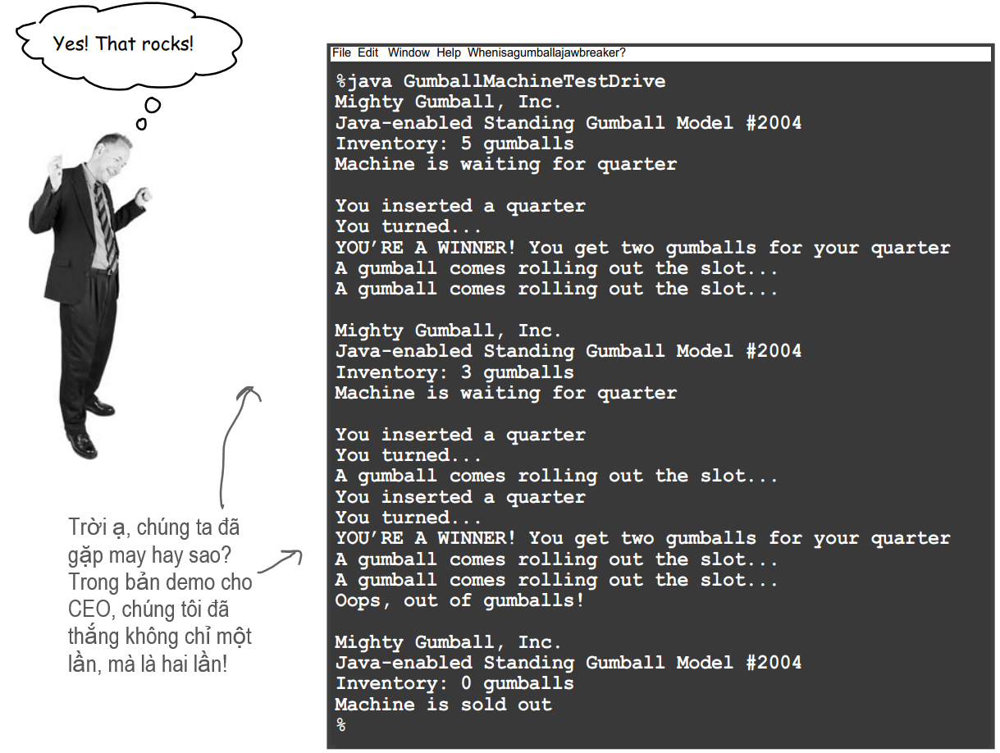 Yes! That rocks!
File Edit Window Help Whenisagumballajawbreaker?
%java GumballMachineTestDrive
Mighty Gumball, Inc.
Java-enabled Standing Gumball Model #2004
Inventory: 5 gumballs
Machine is waiting for quarter
You inserted a quarter
You turned...
YOU’RE A WINNER! You get two gumballs for your quarter
A gumball comes rolling out the slot...
A gumball comes rolling out the slot...
Mighty Gumball, Inc.
Java-enabled Standing Gumball Model #2004
Inventory: 3 gumballs
Machine is waiting for quarter
You inserted a quarter
You turned...
A gumball comes rolling out the slot...
You inserted a quarter
You turned...
YOU’RE A WINNER! You get two gumballs for your quarter
A gumball comes rolling out the slot...
A gumball comes rolling out the slot...
Oops, out of gumballs!
Mighty Gumball, Inc.
Java-enabled Standing Gumball Model #2004
Inventory: 0 gumballs
Machine is sold out
%
Trời ạ, chúng ta đã
gặp may hay sao?
Trong bản demo cho
CEO, chúng tôi đã
thắng không chỉ một
lần, mà là hai lần!